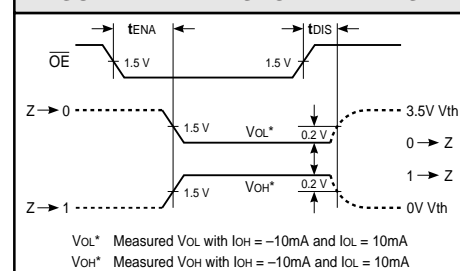 tENA tDIS
OE 1.5 V 1.5 V
Z → 0 3.5V Vth
1.5 V VOL* 0.2 V
0 → Z
1 → Z
1.5 V VOH* 0.2 V
Z → 1 0V Vth
VOL* Measured VOL with IOH = –10mA and IOL = 10mA
VOH* Measured VOH with IOH = –10mA and IOL = 10mA